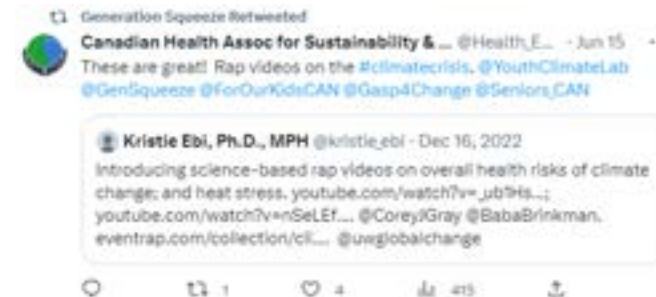 Generation Squeeze Retweeted
Canadian Health Assoc for Sustainability & ... @Health_E... · Jun 15
These are great! Rap videos on the #climatecrisis. @YouthClimateLab
@GenSqueeze @ForOurKidsCAN @Gasp4Change @Seniors_CAN
Kristie Ebi, Ph.D., MPH @kristie_ebi · Dec 16, 2022
Introducing science-based rap videos on overall health risks of climate
change; and heat stress. youtube.com/watch?v=_ub1Hs...;
youtube.com/watch?v=nSeLEf... @CoreyJGray @BabaBrinkman.
eventrap.com/collection/cli... @uwglobalchange
1 4 415